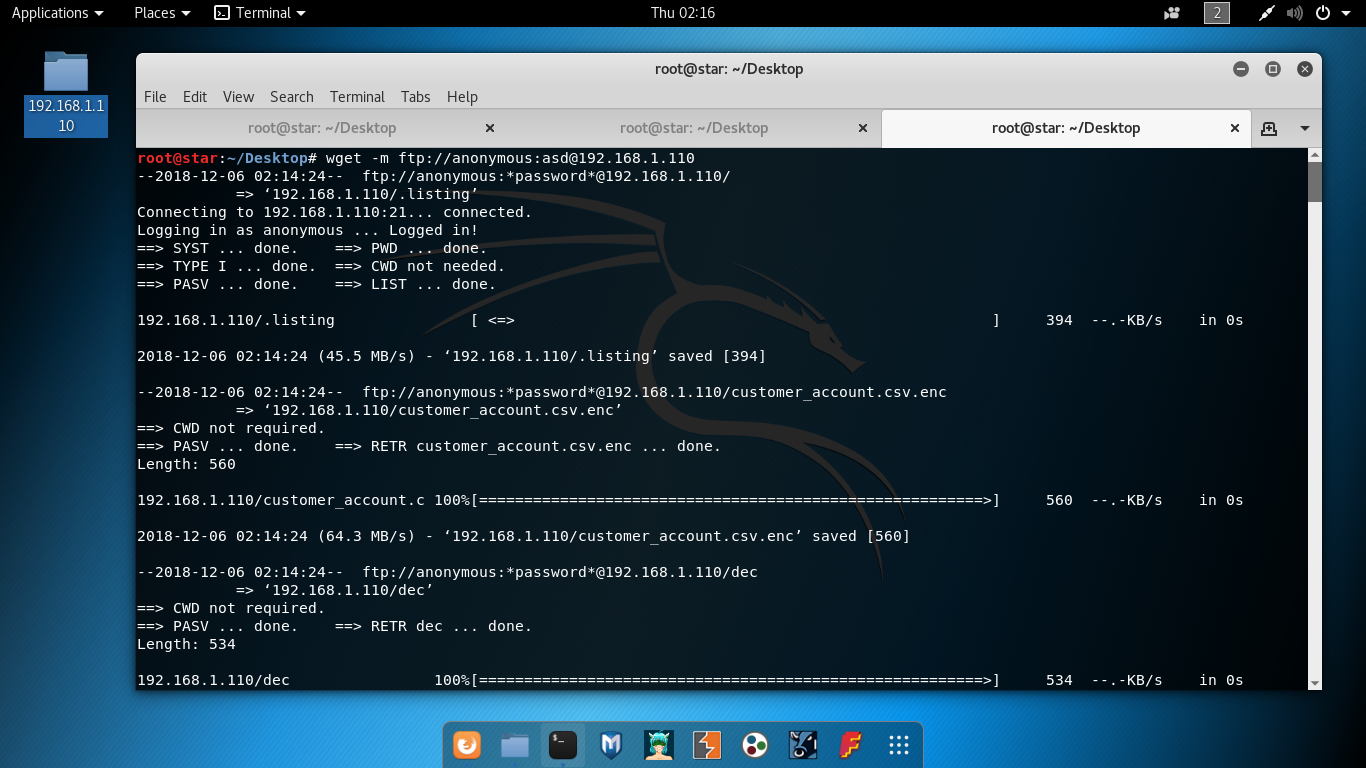 Applications Places Terminal Thu 02:16 2
192.168.1.1
10
root@star: ~/Desktop
File Edit View Search Terminal Tabs Help
root@star: ~/Desktop root@star: ~/Desktop root@star: ~/Desktop
root@star:~/Desktop# wget -m ftp://anonymous:asd@192.168.1.110
--2018-12-06 02:14:24-- ftp://anonymous:*password*@192.168.1.110/
=> ‘192.168.1.110/.listing’
Connecting to 192.168.1.110:21... connected.
Logging in as anonymous ... Logged in!
==> SYST ... done. ==> PWD ... done.
==> TYPE I ... done. ==> CWD not needed.
==> PASV ... done. ==> LIST ... done.
192.168.1.110/.listing [ <=> ] 394 --.-KB/s in 0s
2018-12-06 02:14:24 (45.5 MB/s) - ‘192.168.1.110/.listing’ saved [394]
--2018-12-06 02:14:24-- ftp://anonymous:*password*@192.168.1.110/customer_account.csv.enc
=> ‘192.168.1.110/customer_account.csv.enc’
==> CWD not required.
==> PASV ... done. ==> RETR customer_account.csv.enc ... done.
Length: 560
192.168.1.110/customer_account.c 100%[========================================================>] 560 --.-KB/s in 0s
2018-12-06 02:14:24 (64.3 MB/s) - ‘192.168.1.110/customer_account.csv.enc’ saved [560]
--2018-12-06 02:14:24-- ftp://anonymous:*password*@192.168.1.110/dec
=> ‘192.168.1.110/dec’
==> CWD not required.
==> PASV ... done. ==> RETR dec ... done.
Length: 534
192.168.1.110/dec 100%[========================================================>] 534 --.-KB/s in 0s